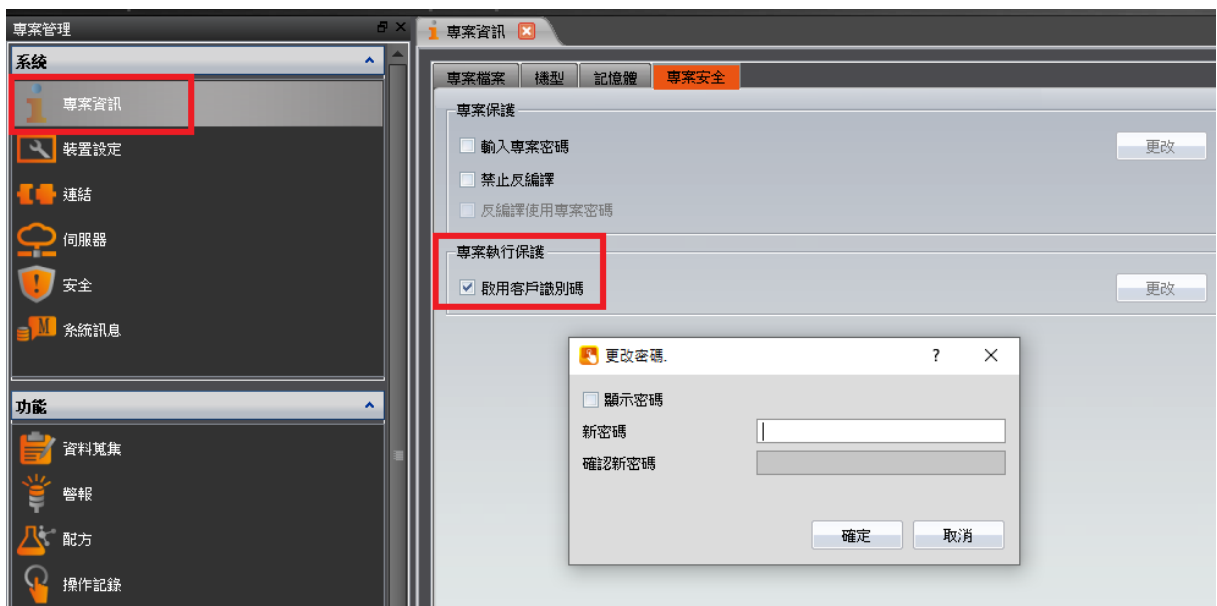 專案管理
系統
專案資訊
裝置設定
連結
伺服器
安全
系統訊息
功能
資料蒐集
警報
配方
操作記錄
專案資訊
專案檔案 機型 記憶體 專案安全
專案保護
輸入專案密碼 更改
禁止反編譯
反編譯使用專案密碼
專案執行保護
啟用客戶識別碼 更改
更改密碼.
顯示密碼
新密碼
確認新密碼
確定 取消